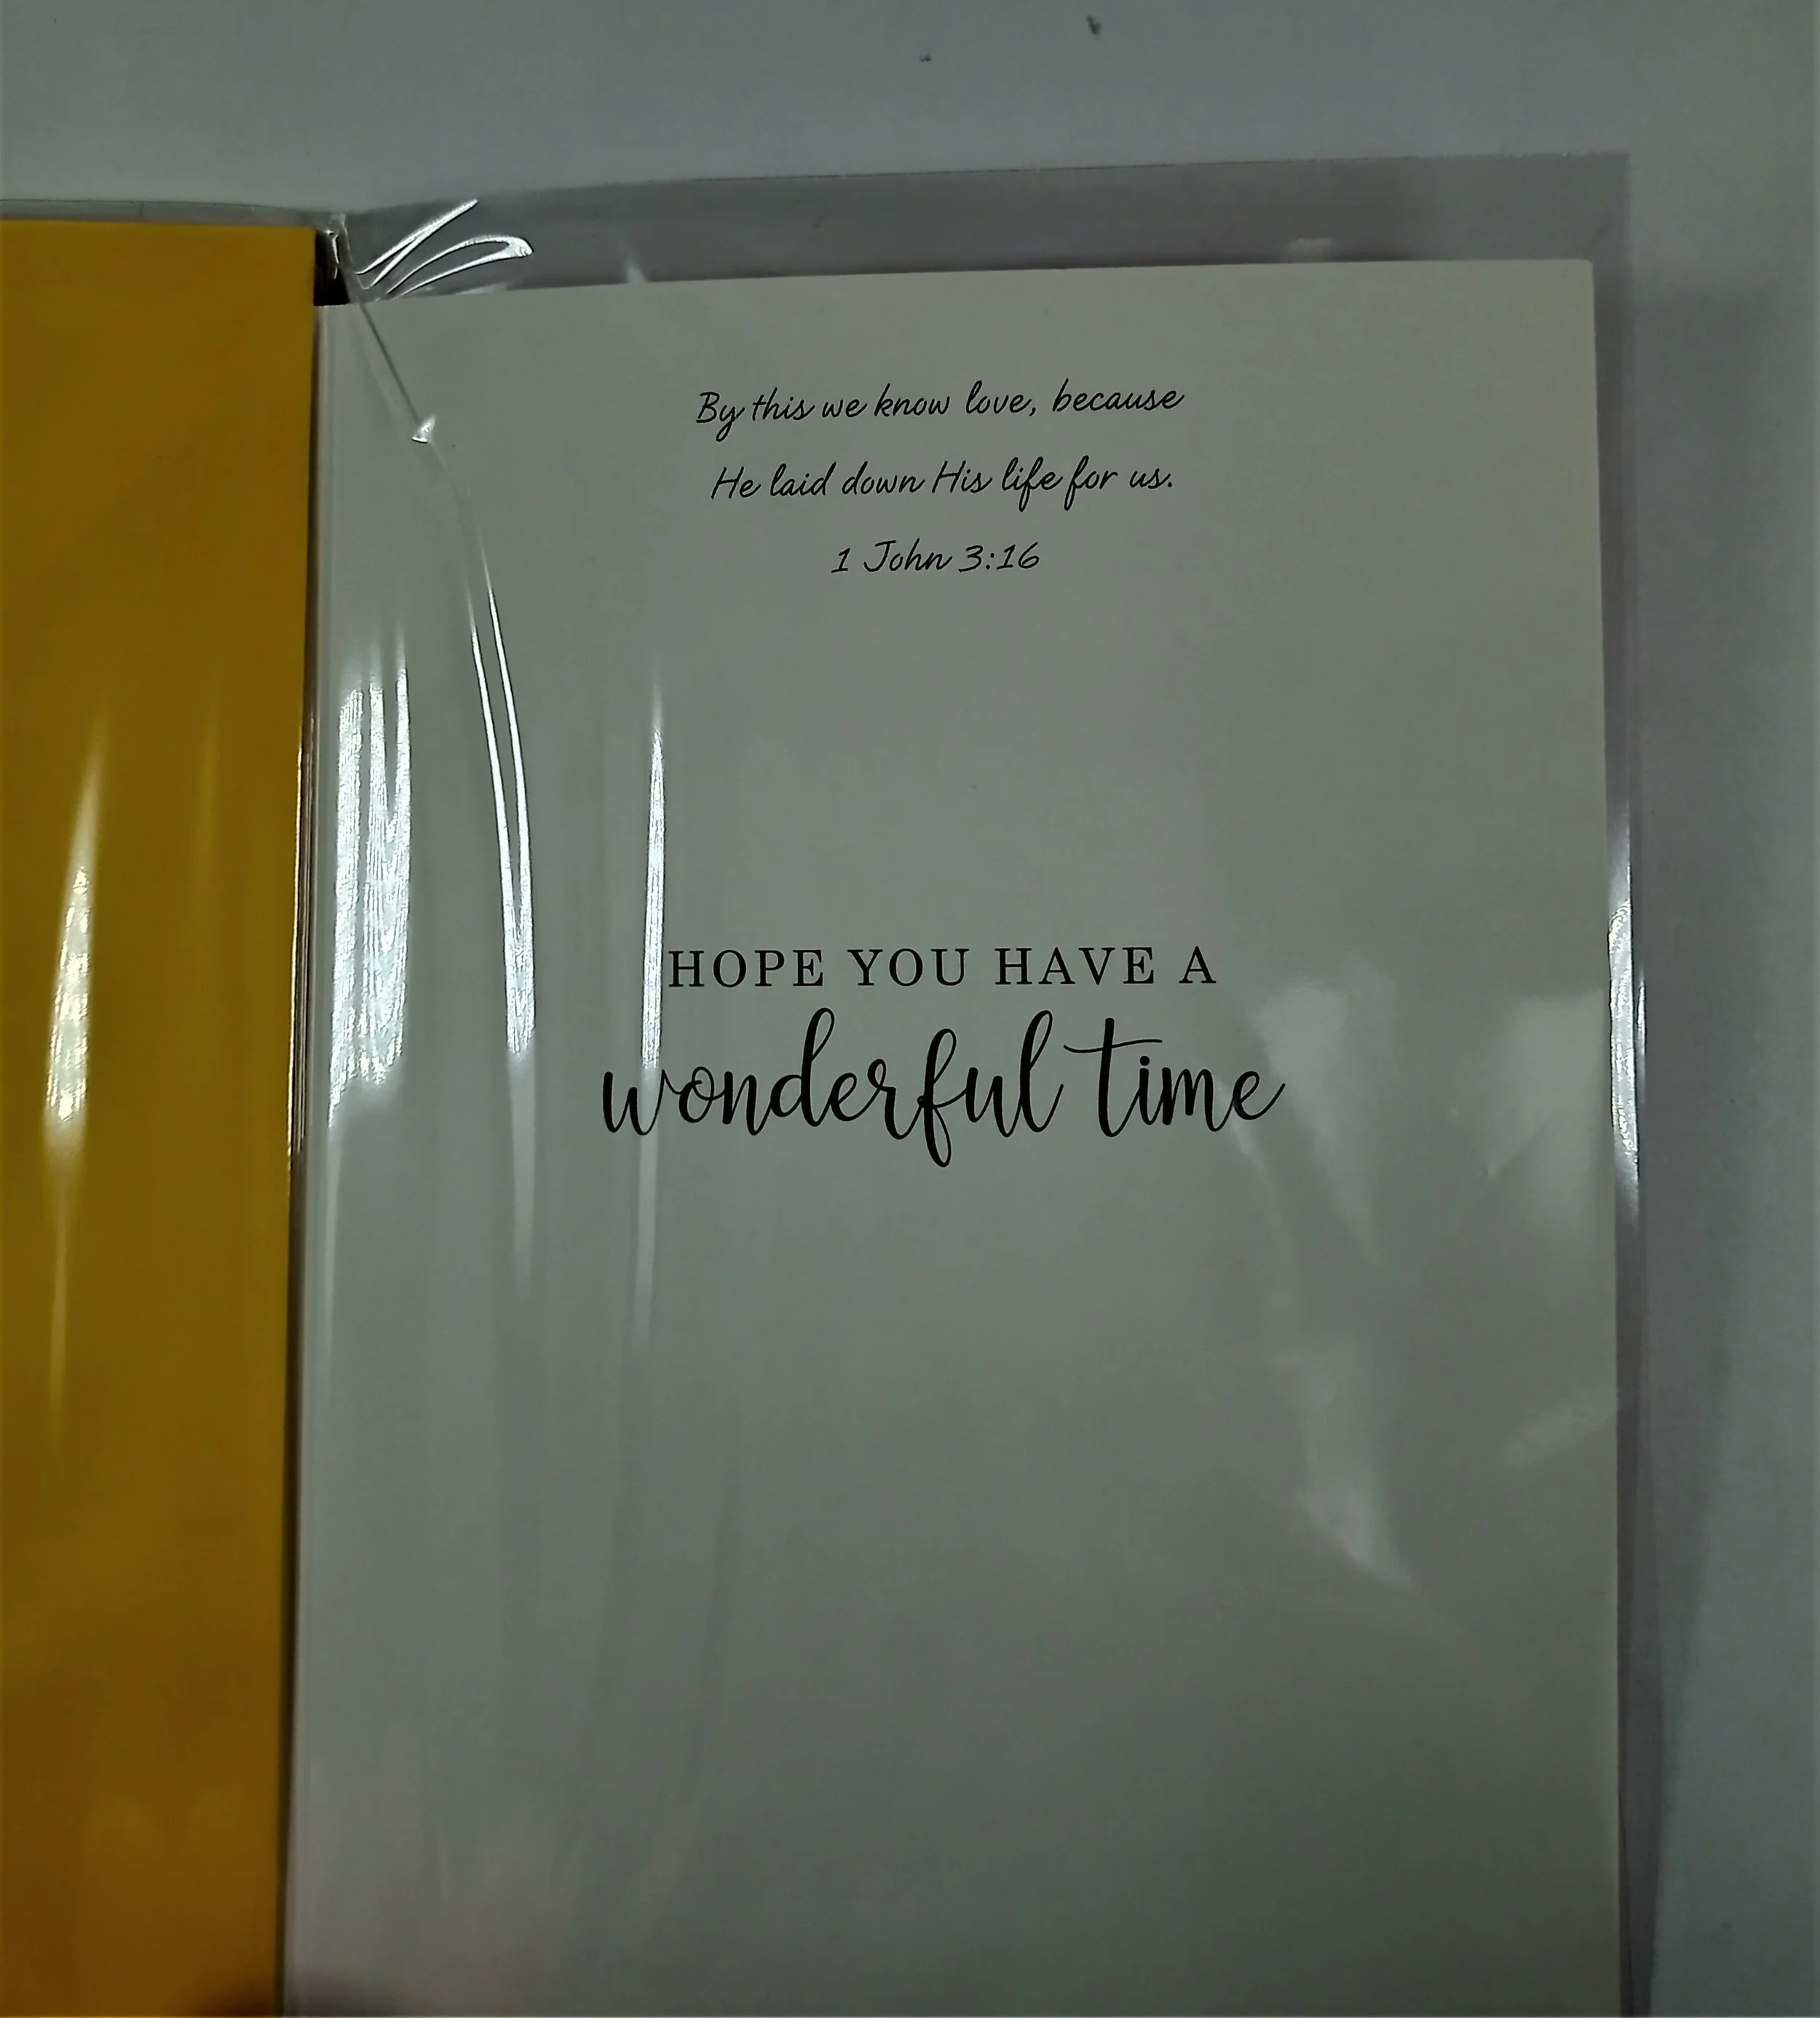 By this we know love, because
He laid down His life for us.
1 John 3:16
HOPE YOU HAVE A
wonderful time